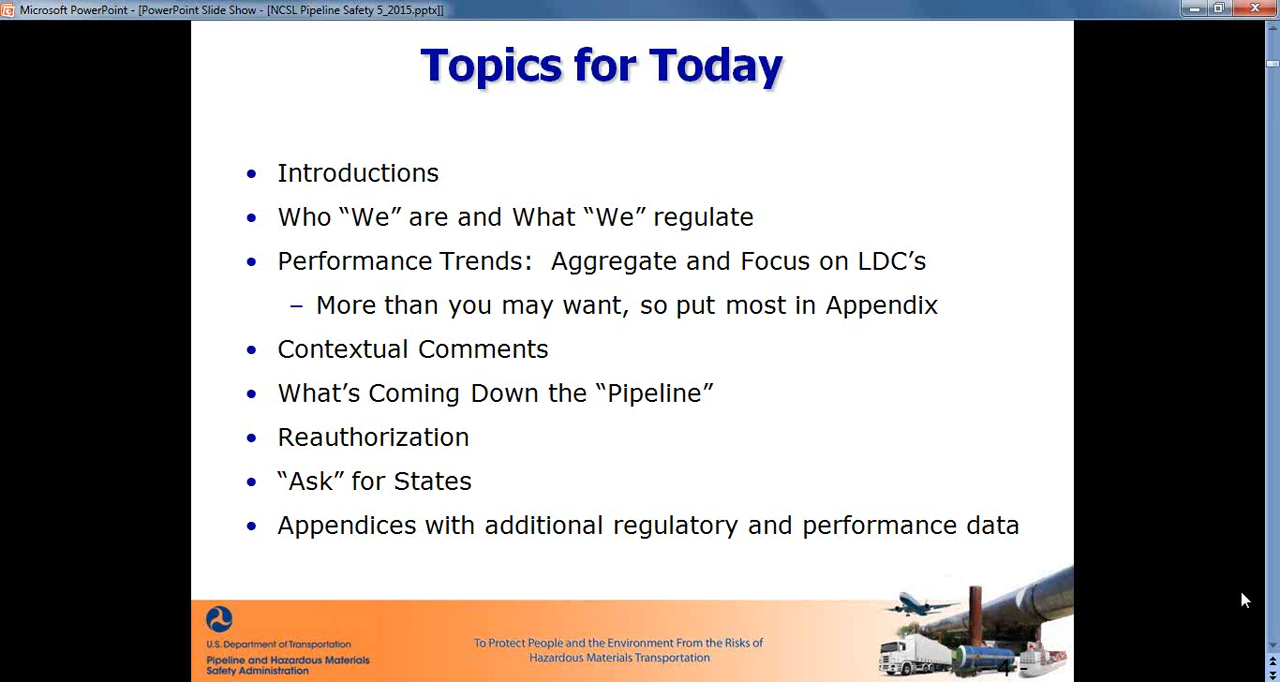 Microsoft PowerPoint - [PowerPoint Slide Show - [NCSL Pipeline Safety 5_2015.pptx]]
Topics for Today
• Introductions
• Who “We” are and What “We” regulate
• Performance Trends:  Aggregate and Focus on LDC’s
– More than you may want, so put most in Appendix
• Contextual Comments
• What’s Coming Down the “Pipeline”
• Reauthorization
• “Ask” for States
• Appendices with additional regulatory and performance data
U.S. Department of Transportation
Pipeline and Hazardous Materials
Safety Administration
To Protect People and the Environment From the Risks of
Hazardous Materials Transportation
- 4 -